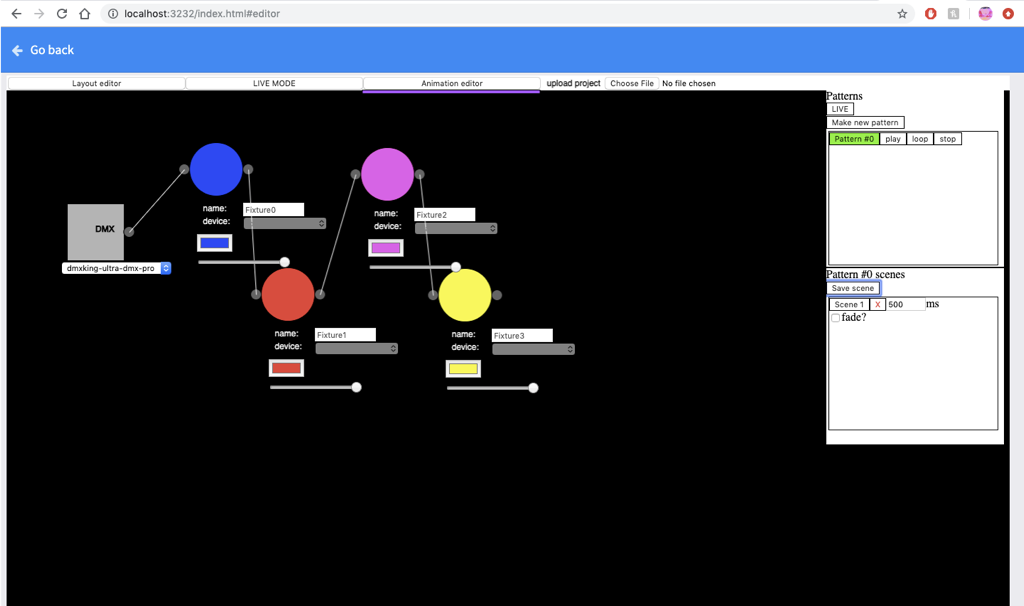 localhost:3232/index.html#editor
Go back
Layout editor LIVE MODE Animation editor upload project Choose File No file chosen
Patterns
LIVE
Make new pattern
Pattern #0 play loop stop
DMX
dmxking-ultra-dmx-pro
name: Fixture0
device:
name: Fixture2
device:
name: Fixture1
device:
name: Fixture3
device:
Pattern #0 scenes
Save scene
Scene 1 X 500 ms
fade?